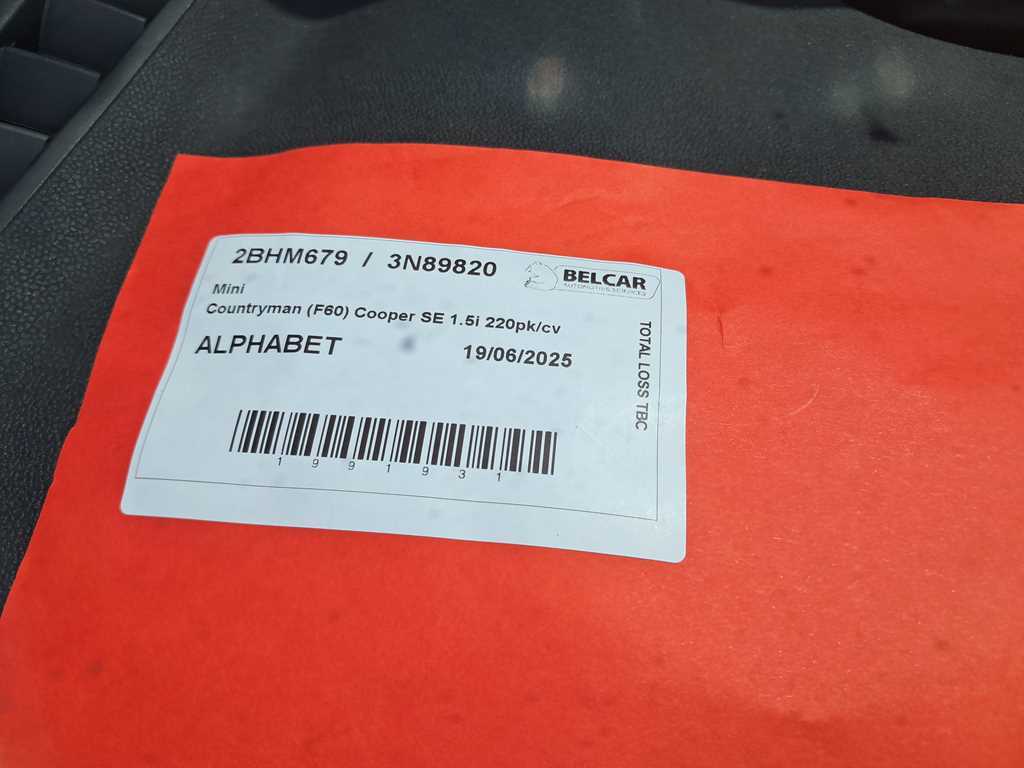 2BHM679 / 3N89820
BELCAR
AUTOMOTIVE SERVICES
Mini
Countryman (F60) Cooper SE 1.5i 220pk/cv
ALPHABET
19/06/2025
TOTAL LOSS TBC
1991931